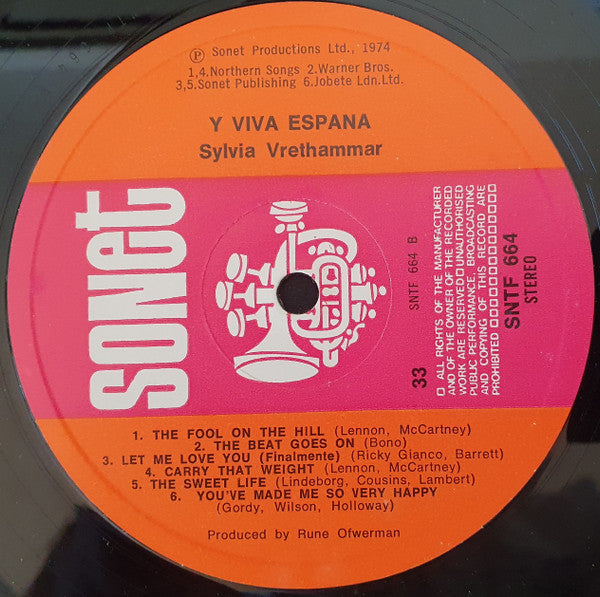 ℗ Sonet Productions Ltd., 1974
1,4.Northern Songs 2.Warner Bros.
3,5.Sonet Publishing 6.Jobete Ldn.Ltd.
Y VIVA ESPANA
Sylvia Vrethammar
sonet
SNTF 664 B
33
□ ALL RIGHTS OF THE MANUFACTURED
AND OF THE OWNER OF THE RECORDED
WORK ARE RESERVED□UNAUTHORISED
PUBLIC PERFORMANCE, BROADCASTING
AND COPYING OF THIS RECORD ARE
PROHIBITED□□□□□□□□□□□
SNTF 664
STEREO
1. THE FOOL ON THE HILL (Lennon, McCartney)
2. THE BEAT GOES ON (Bono)
3. LET ME LOVE YOU (Finalmente) (Ricky Gianco, Barrett)
4. CARRY THAT WEIGHT (Lennon, McCartney)
5. THE SWEET LIFE (Lindeborg, Cousins, Lambert)
6. YOU'VE MADE ME SO VERY HAPPY
(Gordy, Wilson, Holloway)
Produced by Rune Ofwerman